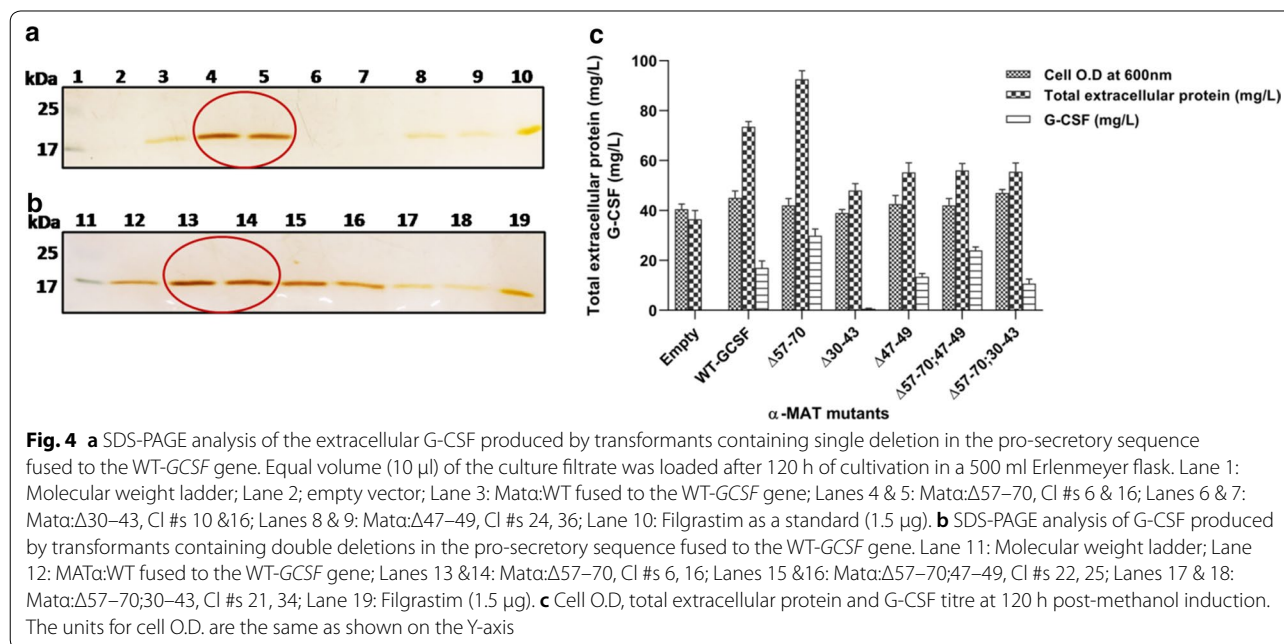 a
kDa 1 2 3 4 5 6 7 8 9 10
25
17
b
kDa 11 12 13 14 15 16 17 18 19
25
17
c
Total extracellular protein (mg/L)
G-CSF (mg/L)
100
80
60
40
20
0
Cell O.D at 600nm
Total extracellular protein (mg/L)
G-CSF (mg/L)
Empty
WT-GCSF
Δ57-70
Δ30-43
Δ47-49
Δ57-70;47-49
Δ57-70;30-43
α-MAT mutants
Fig. 4 a SDS-PAGE analysis of the extracellular G-CSF produced by transformants containing single deletion in the pro-secretory sequence
fused to the WT-GCSF gene. Equal volume (10 µl) of the culture filtrate was loaded after 120 h of cultivation in a 500 ml Erlenmeyer flask. Lane 1:
Molecular weight ladder; Lane 2; empty vector; Lane 3: Matα:WT fused to the WT-GCSF gene; Lanes 4 & 5: Matα:Δ57–70, Cl #s 6 & 16; Lanes 6 & 7:
Matα:Δ30–43, Cl #s 10 &16; Lanes 8 & 9: Matα:Δ47–49, Cl #s 24, 36; Lane 10: Filgrastim as a standard (1.5 µg). b SDS-PAGE analysis of G-CSF produced
by transformants containing double deletions in the pro-secretory sequence fused to the WT-GCSF gene. Lane 11: Molecular weight ladder; Lane
12: MATα:WT fused to the WT-GCSF gene; Lanes 13 &14: Matα:Δ57–70, Cl #s 6, 16; Lanes 15 &16: Matα:Δ57–70;47–49, Cl #s 22, 25; Lanes 17 & 18:
Matα:Δ57–70;30–43, Cl #s 21, 34; Lane 19: Filgrastim (1.5 µg). c Cell O.D, total extracellular protein and G-CSF titre at 120 h post-methanol induction.
The units for cell O.D. are the same as shown on the Y-axis